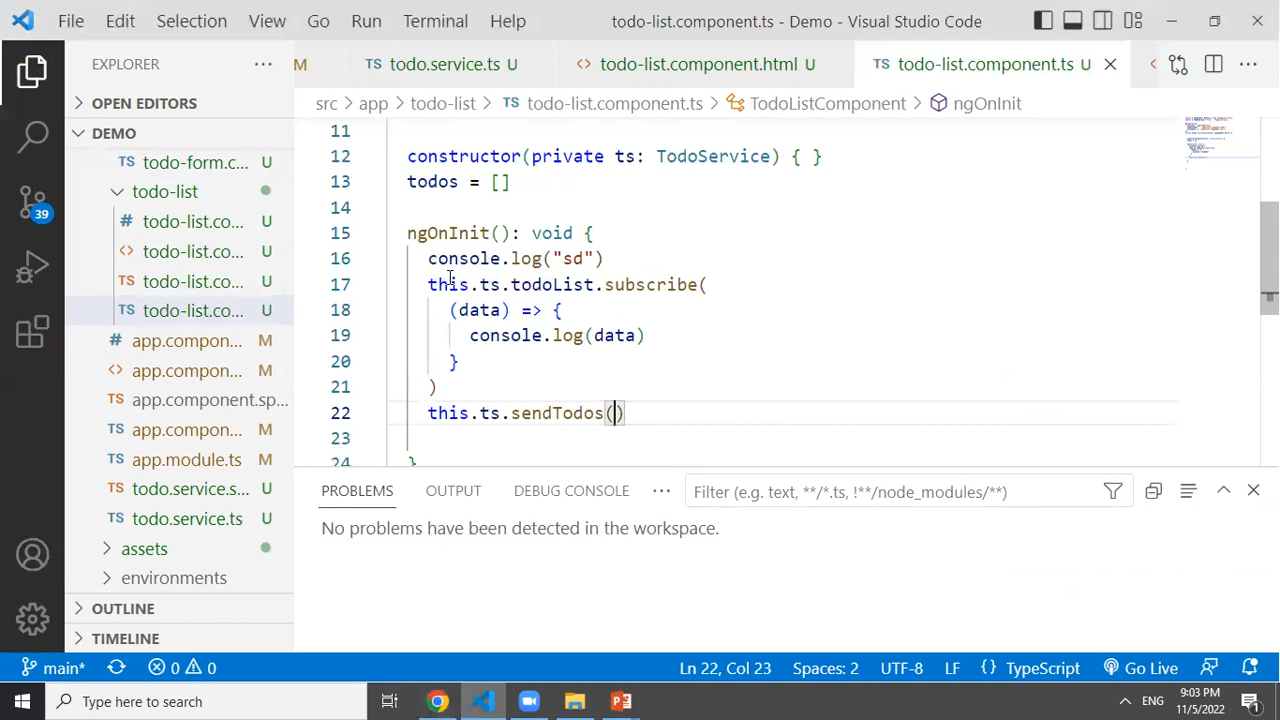 File Edit Selection View Go Run Terminal Help todo-list.component.ts - Demo - Visual Studio Code
EXPLORER ···
M TS todo.service.ts U <> todo-list.component.html U TS todo-list.component.ts U
OPEN EDITORS
src > app > todo-list > TS todo-list.component.ts > TodoListComponent > ngOnInit
DEMO
TS todo-form.c... U
todo-list
# todo-list.co... U
<> todo-list.co... U
TS todo-list.co... U
TS todo-list.co... U
# app.compon... M
<> app.compon... M
TS app.component.sp...
TS app.compon... M
TS app.module.ts M
TS todo.service.s... U
TS todo.service.ts U
assets
environments
OUTLINE
TIMELINE
39
11
12 constructor(private ts: TodoService) { }
13 todos = []
14
15 ngOnInit(): void {
16 console.log("sd")
17 this.ts.todoList.subscribe(
18 (data) => {
19 console.log(data)
20 }
21 )
22 this.ts.sendTodos()
23
24 }
PROBLEMS OUTPUT DEBUG CONSOLE ··· Filter (e.g. text, **/*.ts, !**/node_modules/**)
No problems have been detected in the workspace.
main* 0 0 Ln 22, Col 23 Spaces: 2 UTF-8 LF {} TypeScript Go Live
Type here to search ENG 9:03 PM
11/5/2022 1